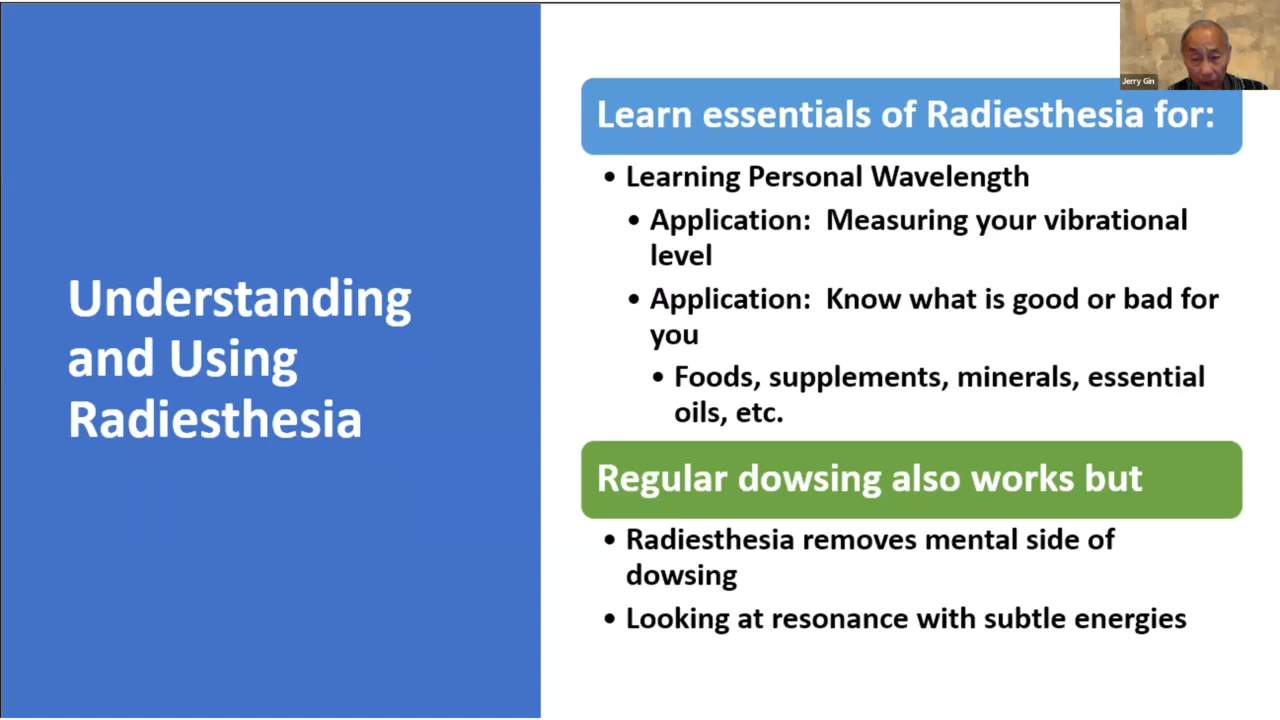 Jerry Gin
Understanding
and Using
Radiesthesia
Learn essentials of Radiesthesia for:
• Learning Personal Wavelength
• Application:  Measuring your vibrational
level
• Application:  Know what is good or bad for
you
• Foods, supplements, minerals, essential
oils, etc.
Regular dowsing also works but
• Radiesthesia removes mental side of
dowsing
• Looking at resonance with subtle energies